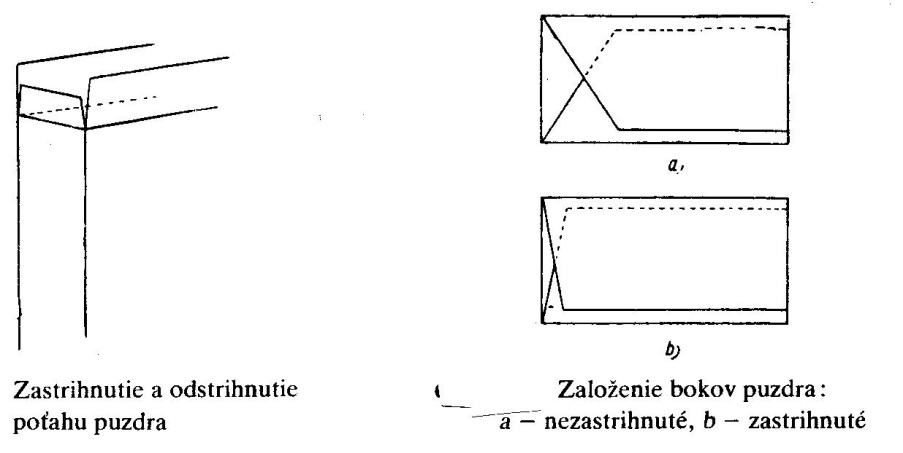 a)
b)
Zastrihnutie a odstrihnutie
poťahu puzdra
Založenie bokov puzdra:
a – nezastrihnuté, b – zastrihnuté